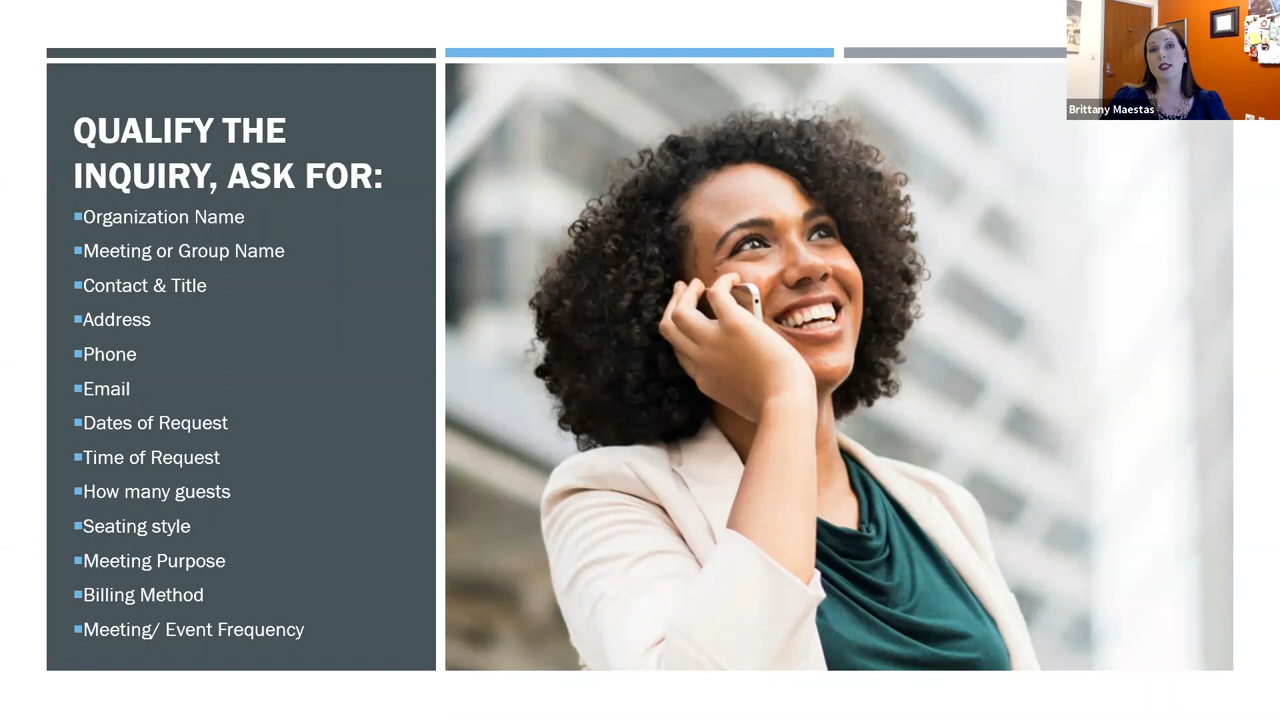 QUALIFY THE
INQUIRY, ASK FOR:
Organization Name
Meeting or Group Name
Contact & Title
Address
Phone
Email
Dates of Request
Time of Request
How many guests
Seating style
Meeting Purpose
Billing Method
Meeting/ Event Frequency
Brittany Maestas